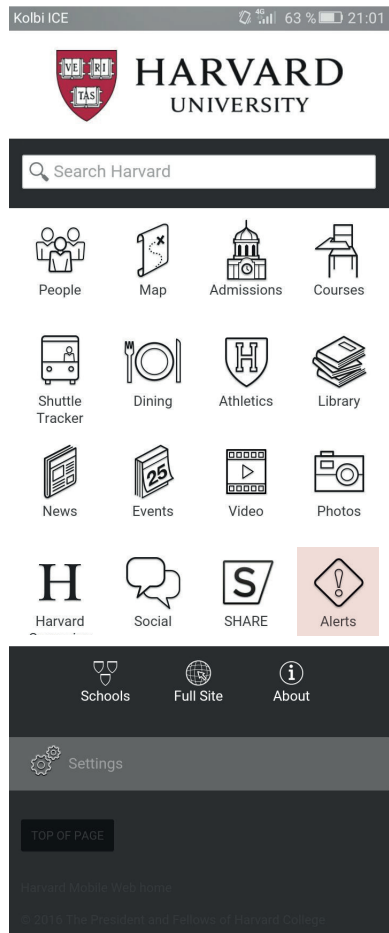 Kolbi ICE 4G 63 % 21:01
VE RI
TAS
HARVARD
UNIVERSITY
Search Harvard
People Map Admissions Courses
Shuttle Dining Athletics Library
Tracker
25
News Events Video Photos
H S
Harvard Social SHARE Alerts
Schools Full Site About
Settings
TOP OF PAGE
Harvard Mobile Web home
© 2016 The President and Fellows of Harvard College